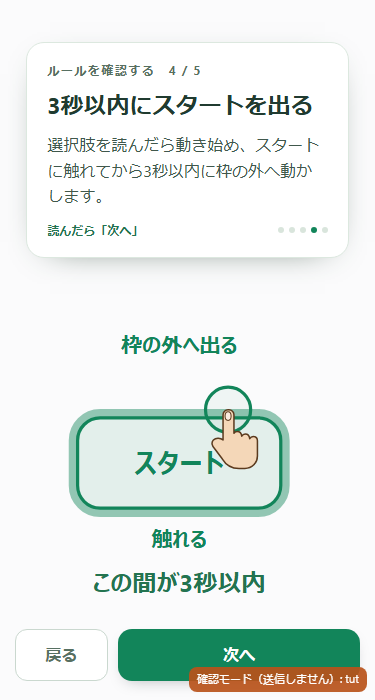 ルールを確認する 4 / 5
3秒以内にスタートを出る
選択肢を読んだら動き始め、スタート
に触れてから3秒以内に枠の外へ動か
します。
読んだら「次へ」
枠の外へ出る
スタート
触れる
この間が3秒以内
戻る
次へ
確認モード（送信しません）: tut